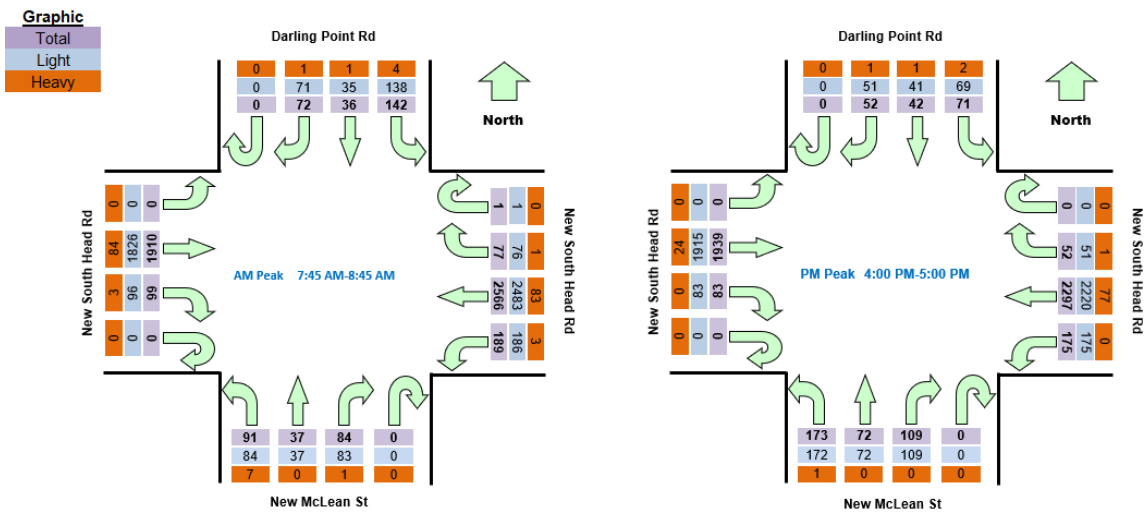 Graphic
Total
Light
Heavy
Darling Point Rd
0 1 1 4
0 71 35 138
0 72 36 142
North
New South Head Rd
0 0 0
84 1826 1910
3 96 99
0 0 0
AM Peak 7:45 AM-8:45 AM
1 1 0
77 76 1
2566 2483 83
189 186 3
New South Head Rd
91 37 84 0
84 37 83 0
7 0 1 0
New McLean St
Darling Point Rd
0 1 1 2
0 51 41 69
0 52 42 71
North
New South Head Rd
0 0 0
24 1915 1939
0 83 83
0 0 0
PM Peak 4:00 PM-5:00 PM
0 0 0
52 51 1
2297 2220 77
175 175 0
New South Head Rd
173 72 109 0
172 72 109 0
1 0 0 0
New McLean St